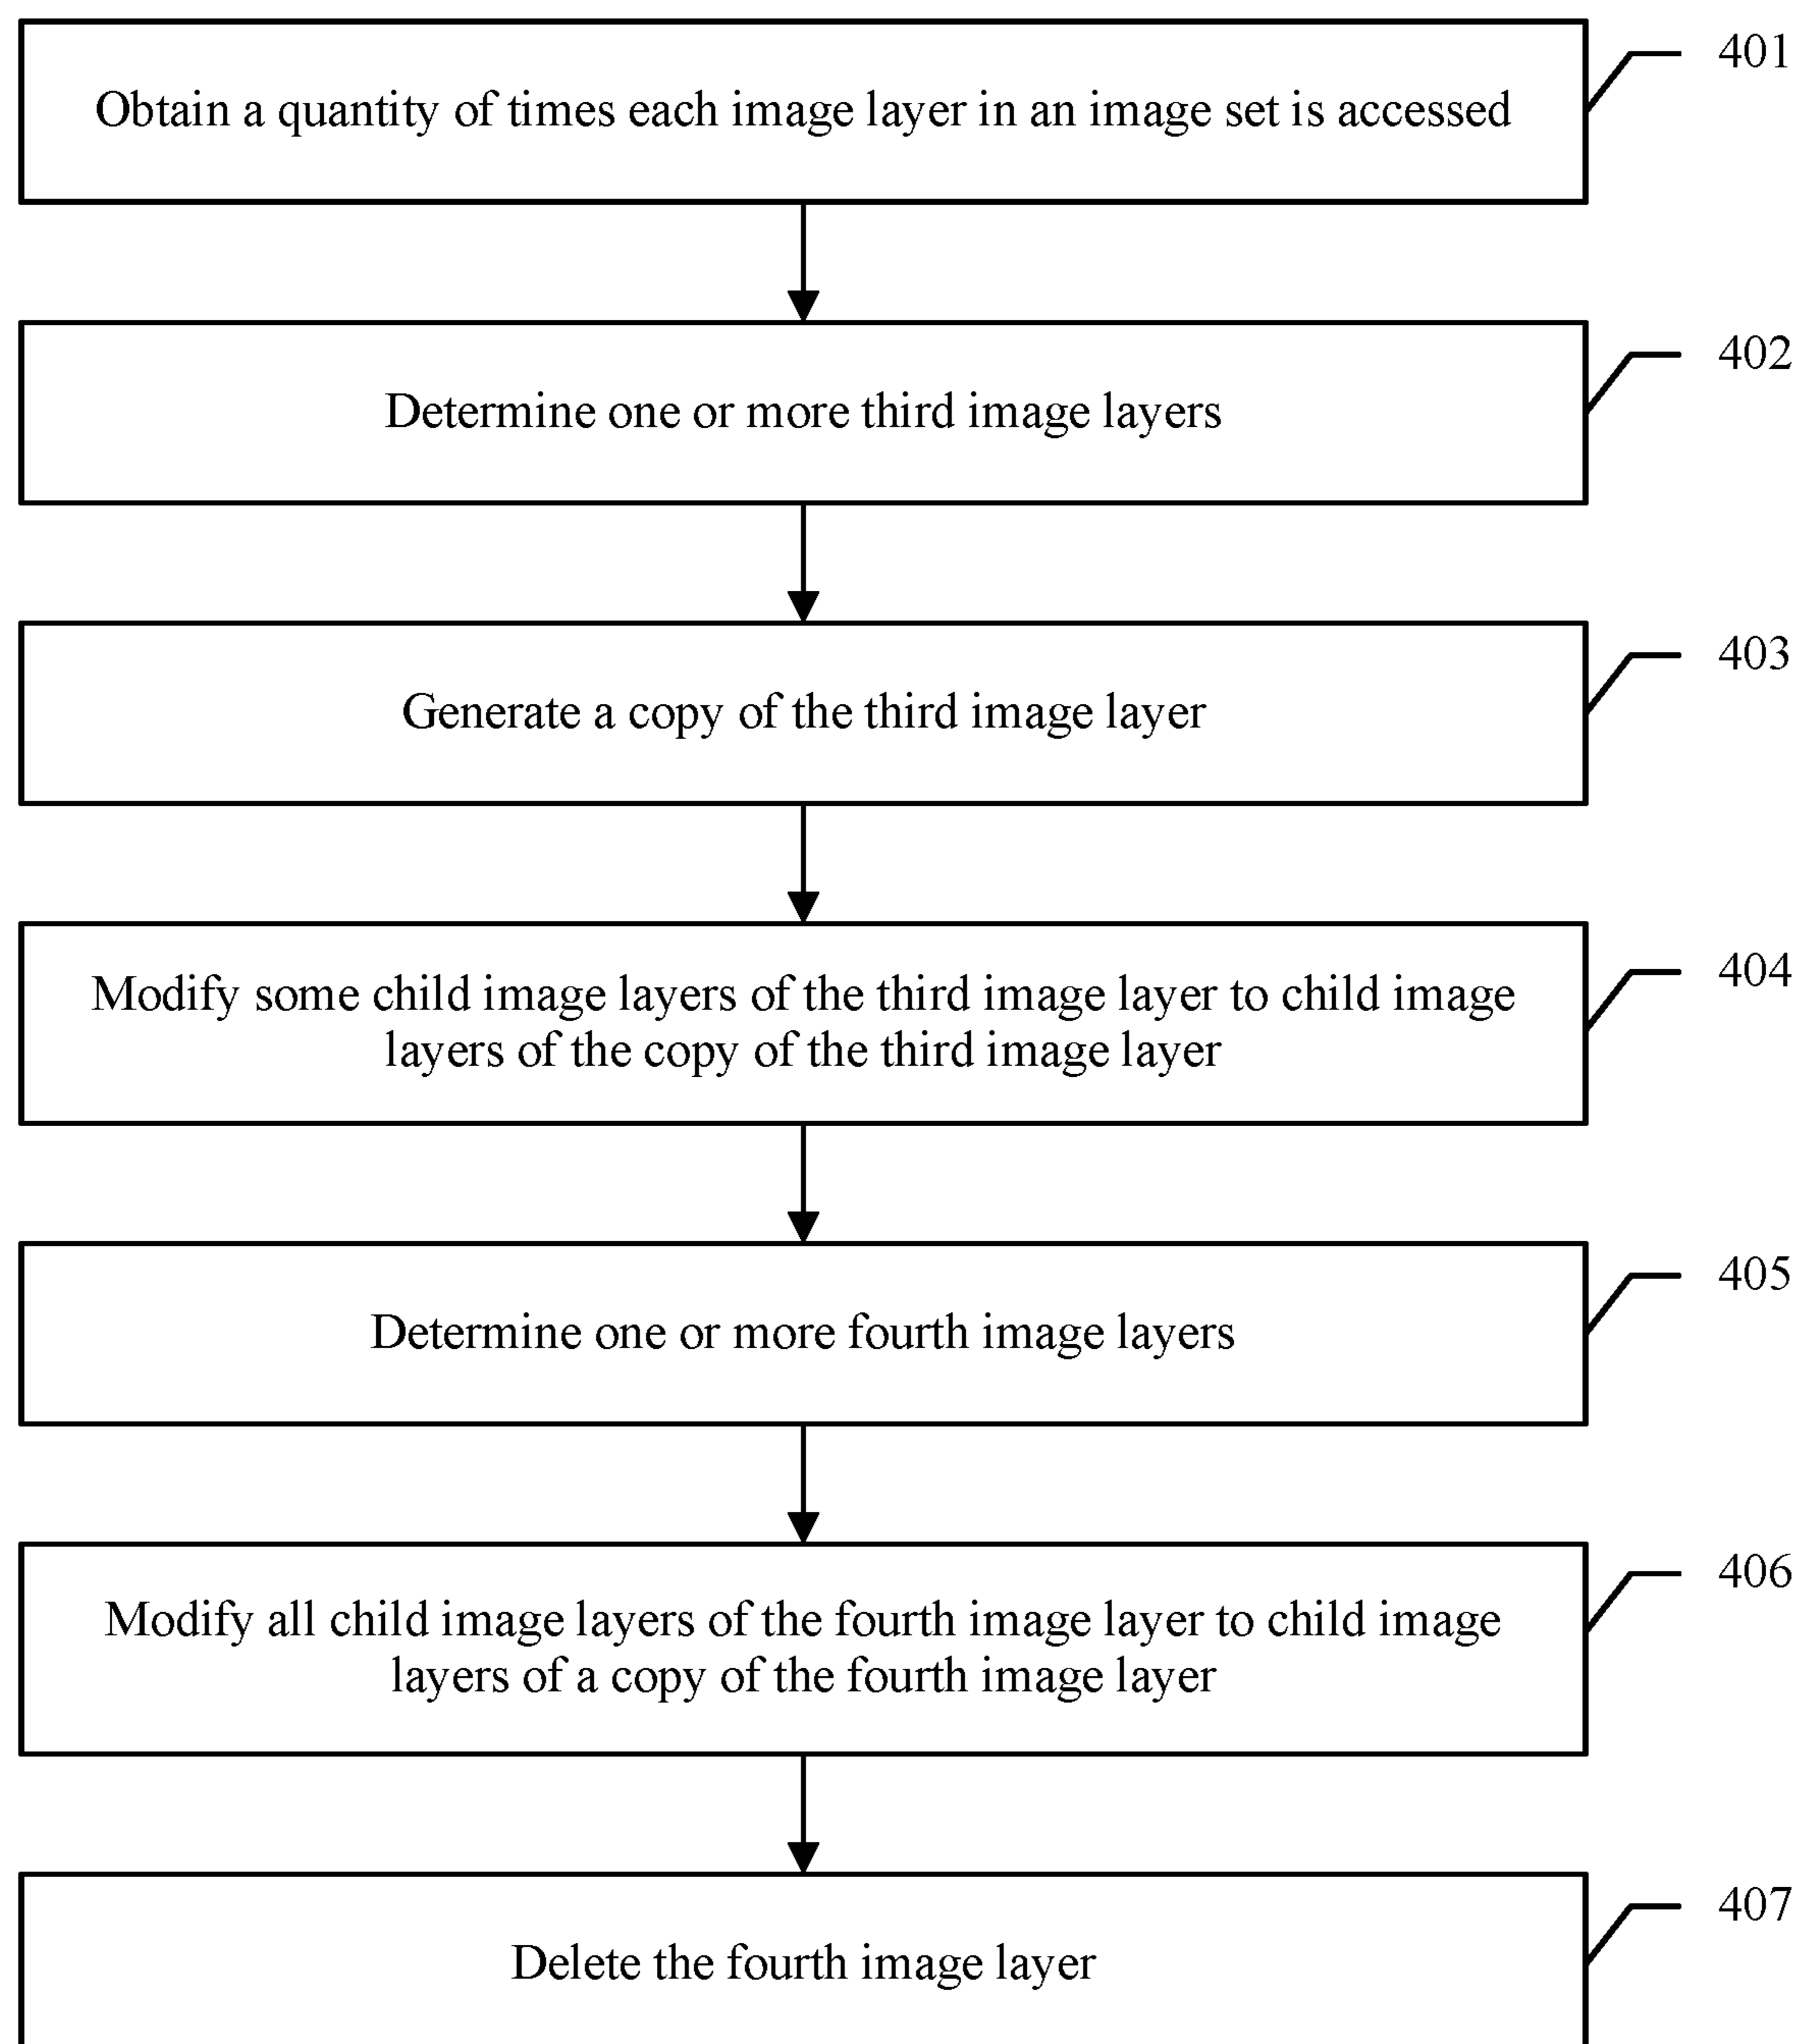 401
Obtain a quantity of times each image layer in an image set is accessed
402
Determine one or more third image layers
403
Generate a copy of the third image layer
404
Modify some child image layers of the third image layer to child image
layers of the copy of the third image layer
405
Determine one or more fourth image layers
406
Modify all child image layers of the fourth image layer to child image
layers of a copy of the fourth image layer
407
Delete the fourth image layer